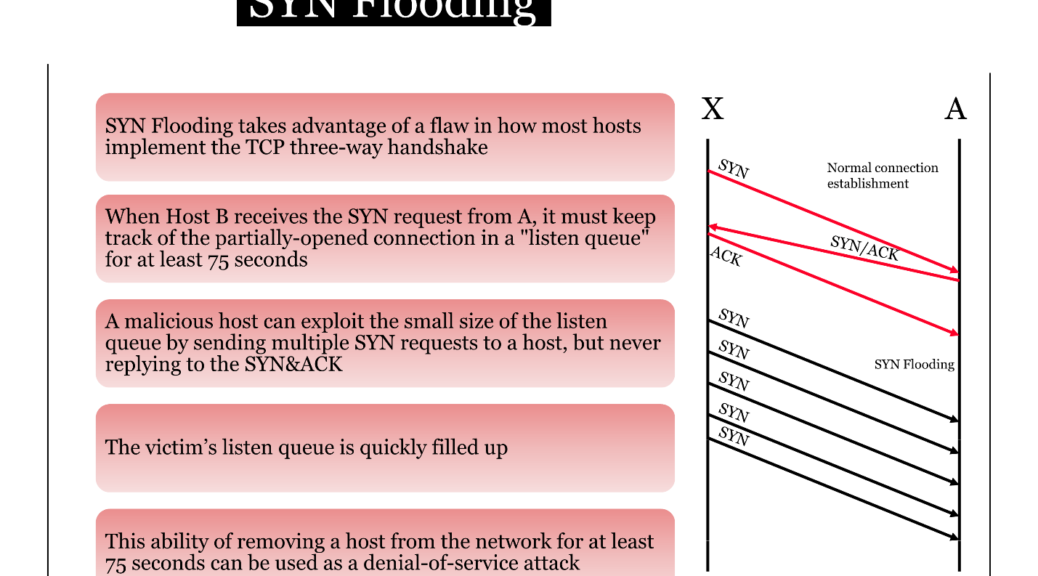 SYN Flooding
SYN Flooding takes advantage of a flaw in how most hosts
implement the TCP three-way handshake
When Host B receives the SYN request from A, it must keep
track of the partially-opened connection in a "listen queue"
for at least 75 seconds
A malicious host can exploit the small size of the listen
queue by sending multiple SYN requests to a host, but never
replying to the SYN&ACK
The victim’s listen queue is quickly filled up
This ability of removing a host from the network for at least
75 seconds can be used as a denial-of-service attack
X
A
SYN
Normal connection
establishment
SYN/ACK
ACK
SYN
SYN
SYN Flooding
SYN
SYN
SYN